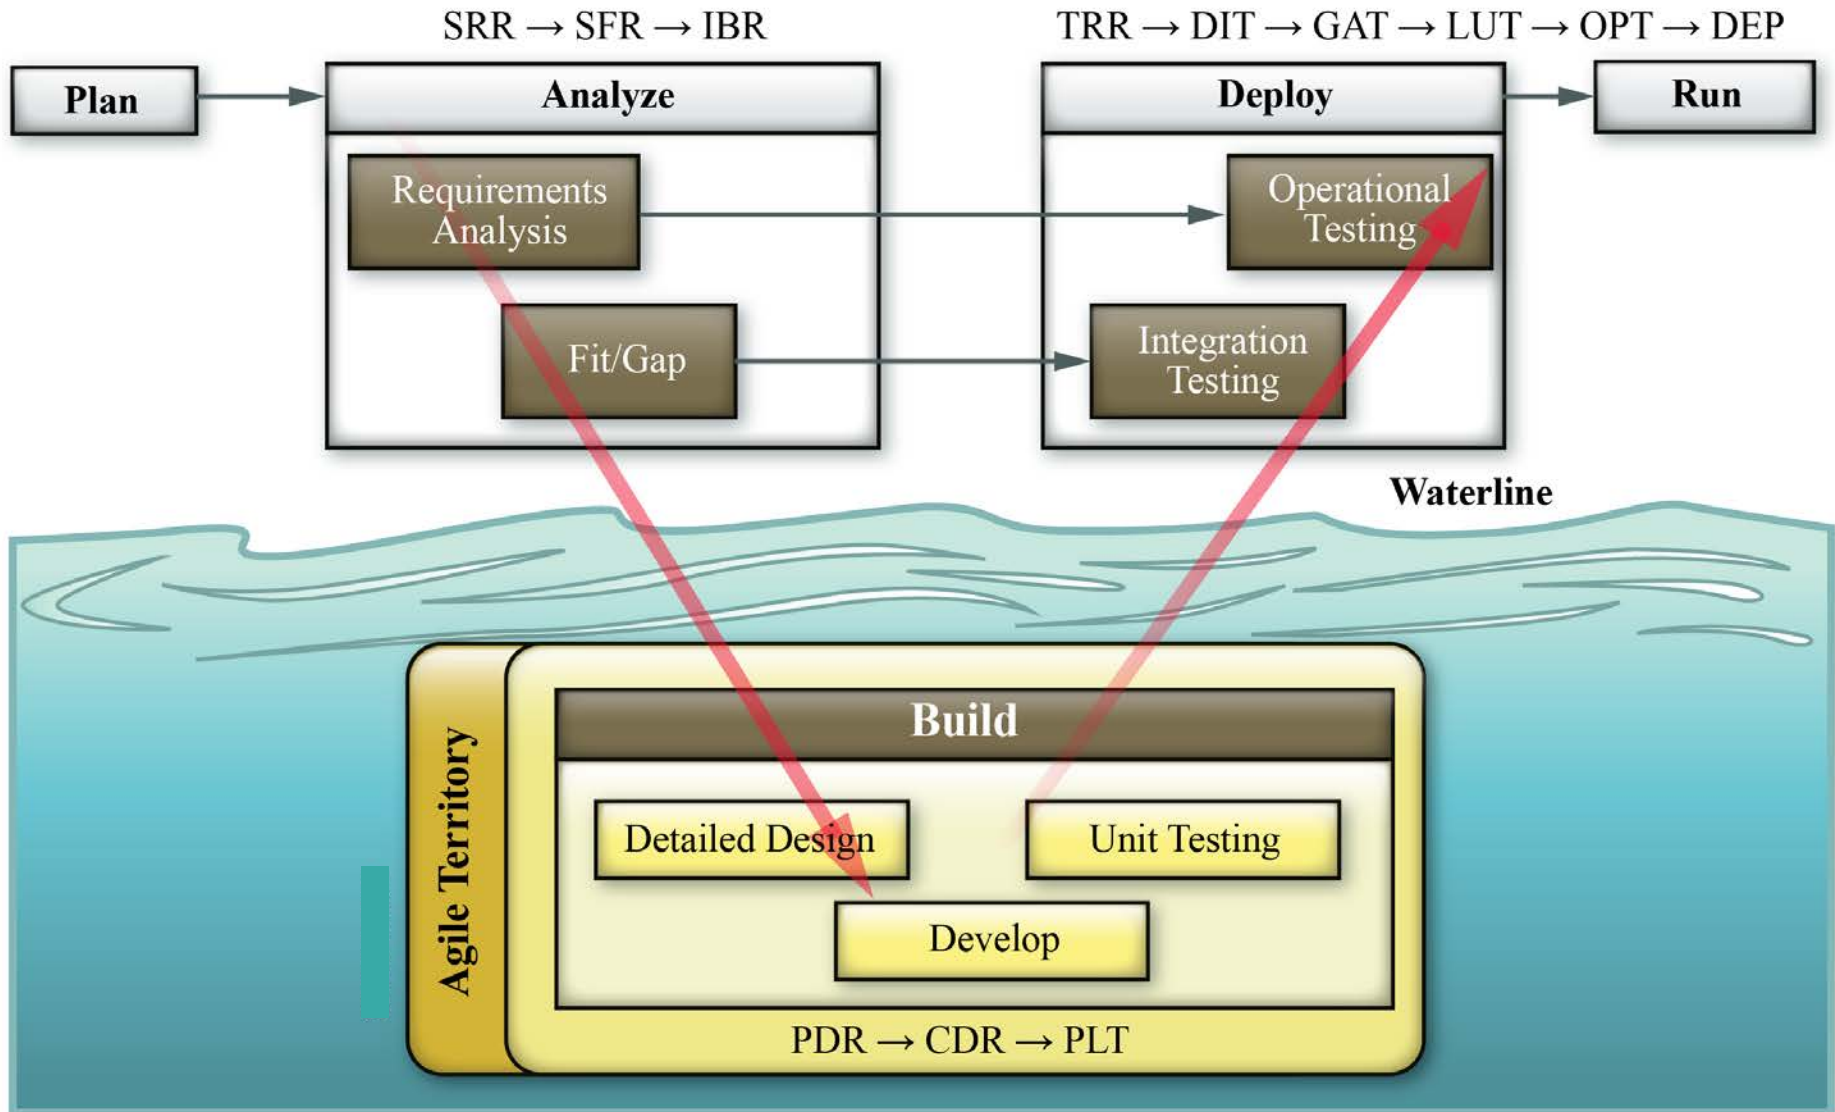 SRR → SFR → IBR
TRR → DIT → GAT → LUT → OPT → DEP
Plan
Analyze
Deploy
Run
Requirements
Analysis
Operational
Testing
Fit/Gap
Integration
Testing
Waterline
Agile Territory
Build
Detailed Design
Unit Testing
Develop
PDR → CDR → PLT